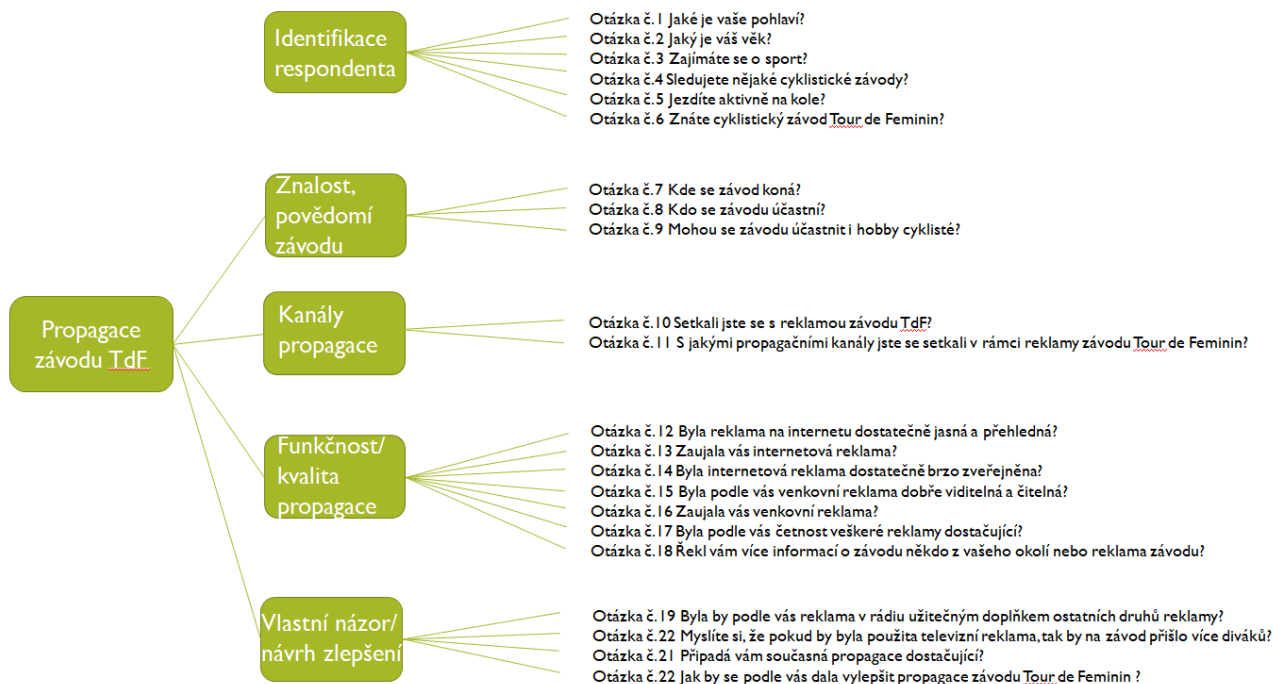 Identifikace
respondenta
Otázka č.1 Jaké je vaše pohlaví?
Otázka č.2 Jaký je váš věk?
Otázka č.3 Zajímáte se o sport?
Otázka č.4 Sledujete nějaké cyklistické závody?
Otázka č.5 Jezdíte aktivně na kole?
Otázka č.6 Znáte cyklistický závod Tour de Feminin?
Znalost,
povědomí
závodu
Otázka č.7 Kde se závod koná?
Otázka č.8 Kdo se závodu účastní?
Otázka č.9 Mohou se závodu účastnit i hobby cyklisté?
Propagace
závodu TdF
Kanály
propagace
Otázka č.10 Setkali jste se s reklamou závodu TdF?
Otázka č.11 S jakými propagačními kanály jste se setkali v rámci reklamy závodu Tour de Feminin?
Funkčnost/
kvalita
propagace
Otázka č.12 Byla reklama na internetu dostatečně jasná a přehledná?
Otázka č.13 Zaujala vás internetová reklama?
Otázka č.14 Byla internetová reklama dostatečně brzo zveřejněna?
Otázka č.15 Byla podle vás venkovní reklama dobře viditelná a čitelná?
Otázka č.16 Zaujala vás venkovní reklama?
Otázka č.17 Byla podle vás četnost veškeré reklamy dostačující?
Otázka č.18 Řekl vám více informací o závodu někdo z vašeho okolí nebo reklama závodu?
Vlastní názor/
návrh zlepšení
Otázka č.19 Byla by podle vás reklama v rádiu užitečným doplňkem ostatních druhů reklamy?
Otázka č.22 Myslíte si, že pokud by byla použita televizní reklama, tak by na závod přišlo více diváků?
Otázka č.21 Připadá vám současná propagace dostačující?
Otázka č.22 Jak by se podle vás dala vylepšit propagace závodu Tour de Feminin ?